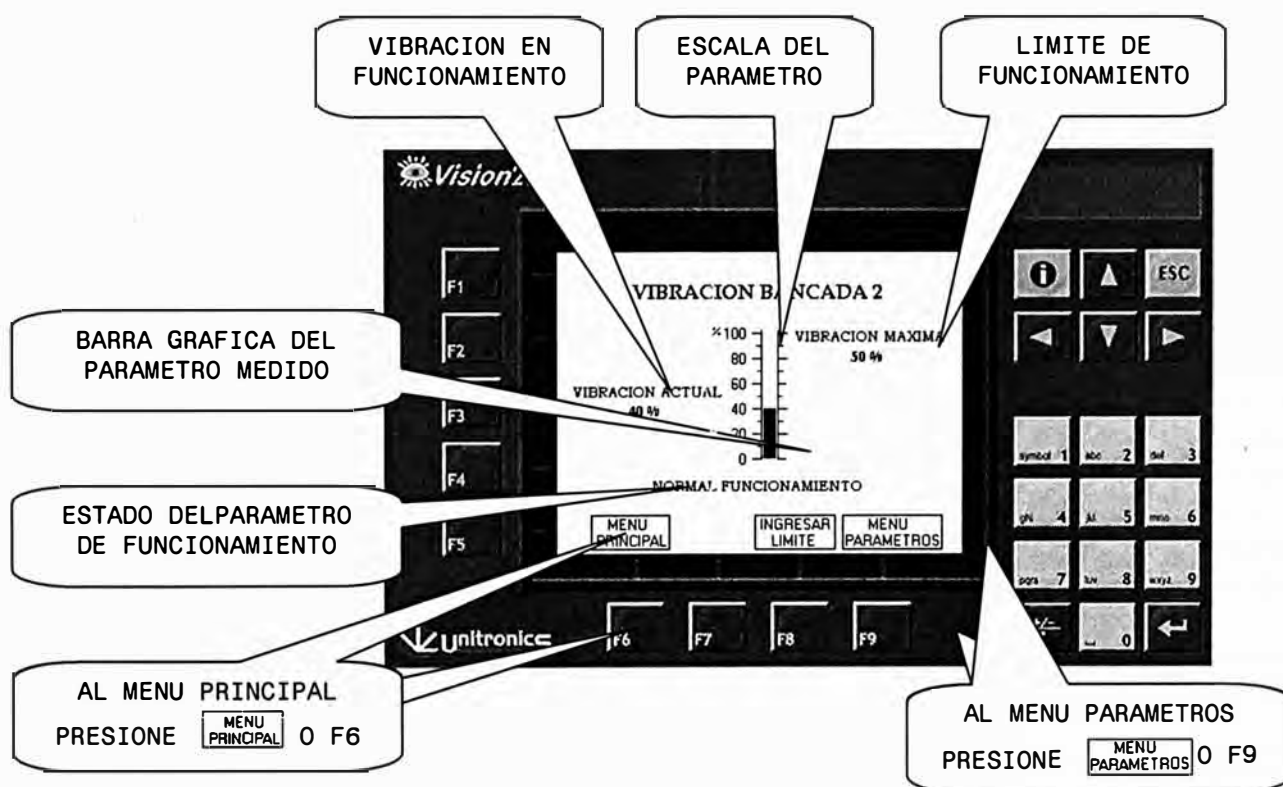 VIBRACION EN
FUNCIONAMIENTO
ESCALA DEL
PARAMETRO
LIMITE DE
FUNCIONAMIENTO
F1
ESC
VIBRACION BANCADA 2
BARRA GRAFICA DEL
PARAMETRO MEDIDO
F2
%100
VIBRACION MAXIMA
50 %
80
60
VIBRACION ACTUAL
40 %
40
F3
20
0
symbol 1
abc 2
def 3
F4
NORMAL FUNCIONAMIENTO
ESTADO DELPARAMETRO
DE FUNCIONAMIENTO
ghi 4
jkl 5
mno 6
F5
MENU
PRINCIPAL
INGRESAR
LIMITE
MENU
PARAMETROS
pqrs 7
tuv 8
wxyz 9
F6
F7
F8
F9
+/-
0
AL MENU PRINCIPAL
PRESIONE MENU PRINCIPAL O F6
AL MENU PARAMETROS
PRESIONE MENU PARAMETROS O F9